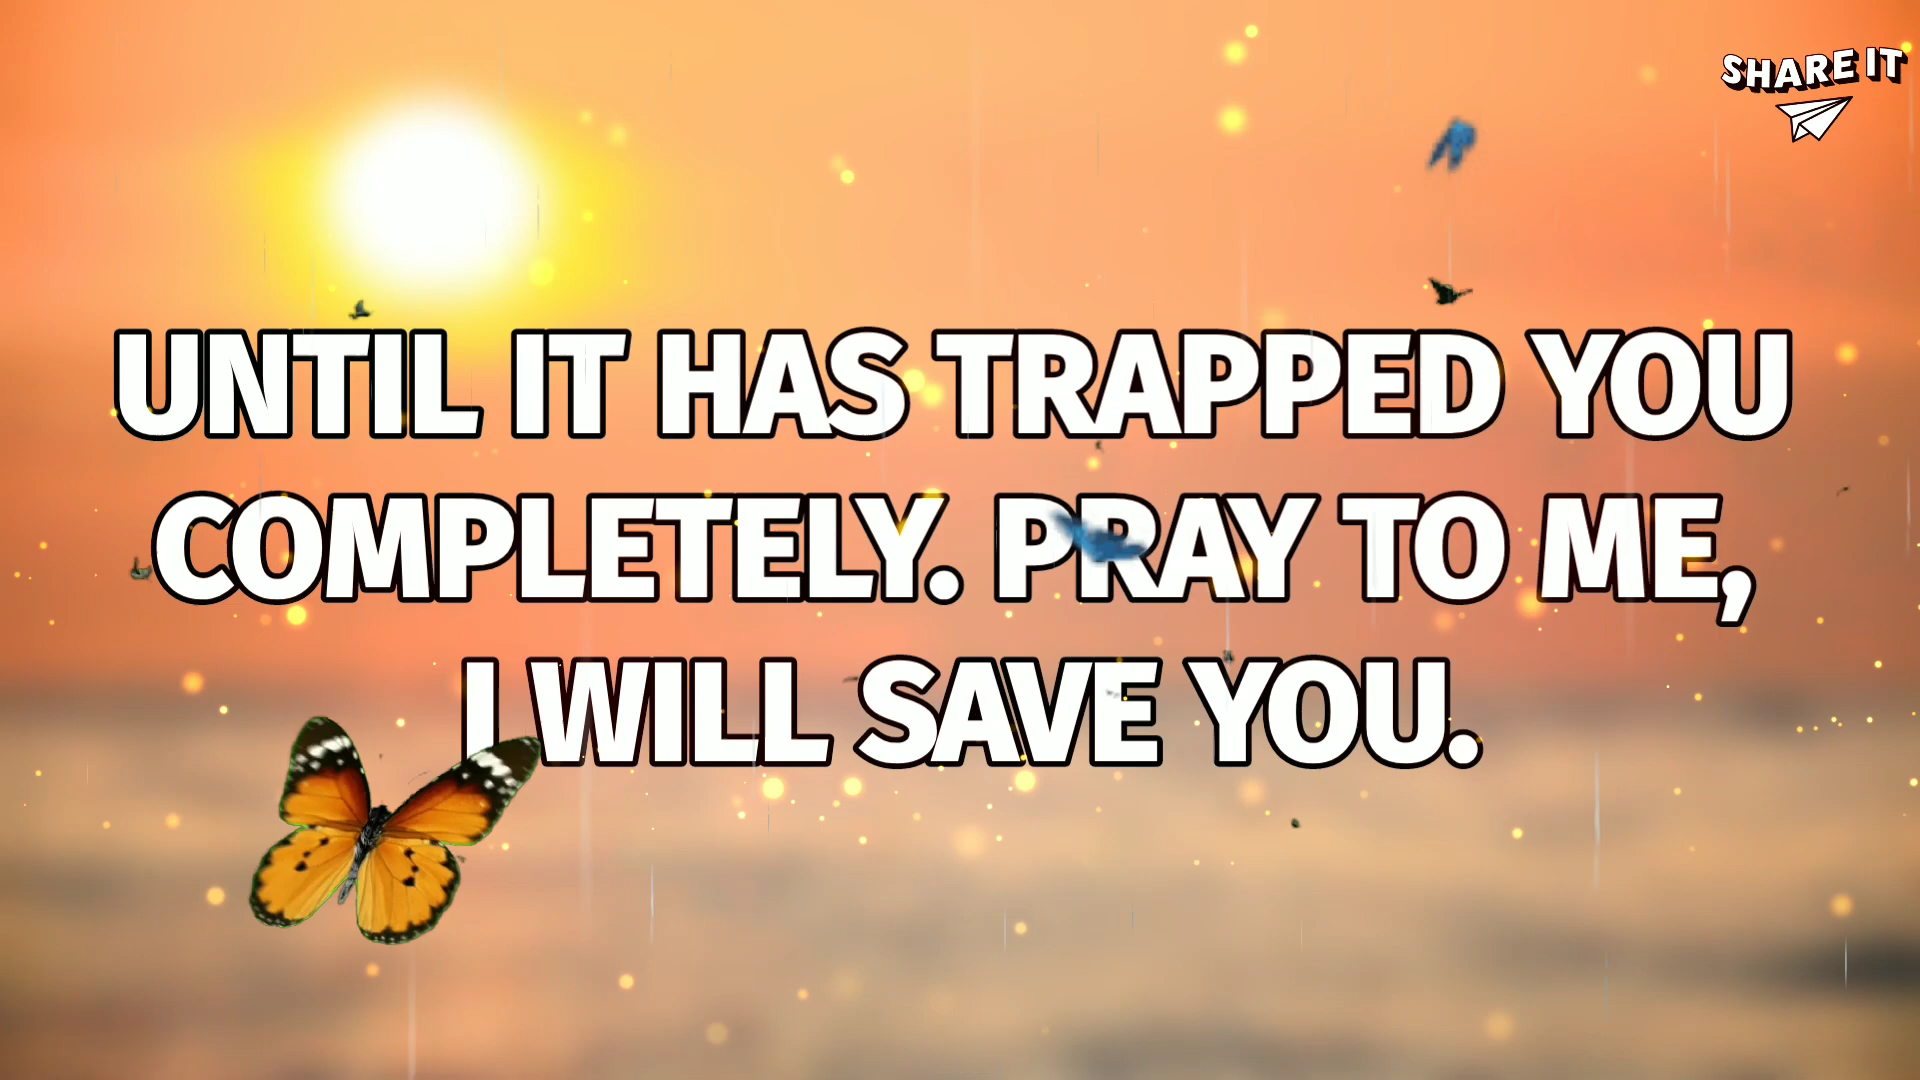 SHARE IT
UNTIL IT HAS TRAPPED YOU
COMPLETELY. PRAY TO ME,
I WILL SAVE YOU.